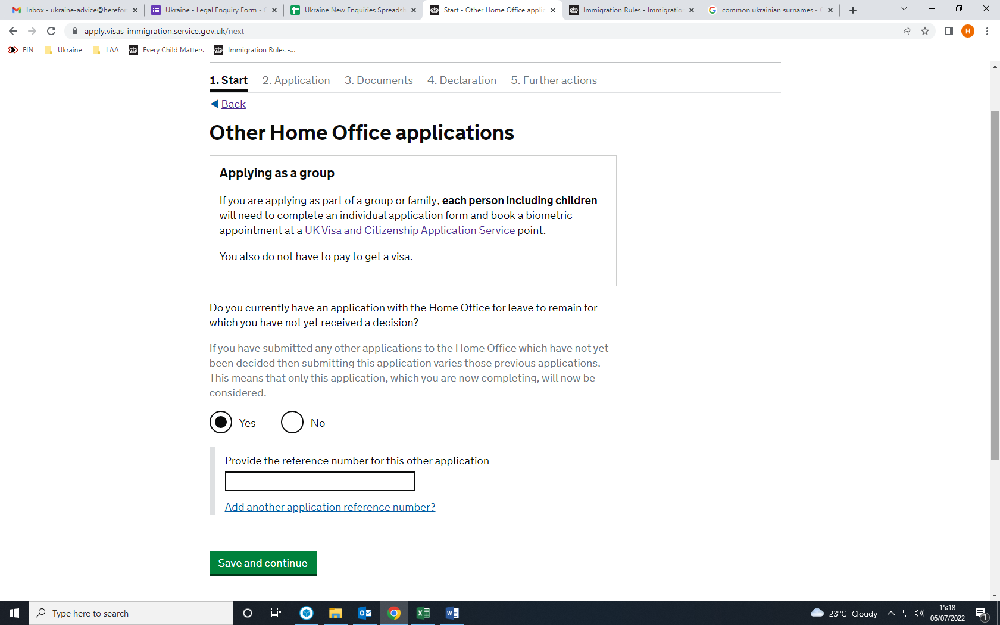 Inbox - ukraine-advice@herefor
Ukraine - Legal Enquiry Form -
Ukraine New Enquiries Spreadsh
Start - Other Home Office applic
Immigration Rules - Immigratio
common ukrainian surnames -
apply.visas-immigration.service.gov.uk/next
H
EIN
Ukraine
LAA
Every Child Matters
Immigration Rules -...
1. Start
2. Application
3. Documents
4. Declaration
5. Further actions
Back
Other Home Office applications
Applying as a group
If you are applying as part of a group or family, each person including children
will need to complete an individual application form and book a biometric
appointment at a UK Visa and Citizenship Application Service point.
You also do not have to pay to get a visa.
Do you currently have an application with the Home Office for leave to remain for
which you have not yet received a decision?
If you have submitted any other applications to the Home Office which have not yet
been decided then submitting this application varies those previous applications.
This means that only this application, which you are now completing, will now be
considered.
Yes
No
Provide the reference number for this other application
Add another application reference number?
Save and continue
Type here to search
23°C Cloudy
15:18
06/07/2022
1